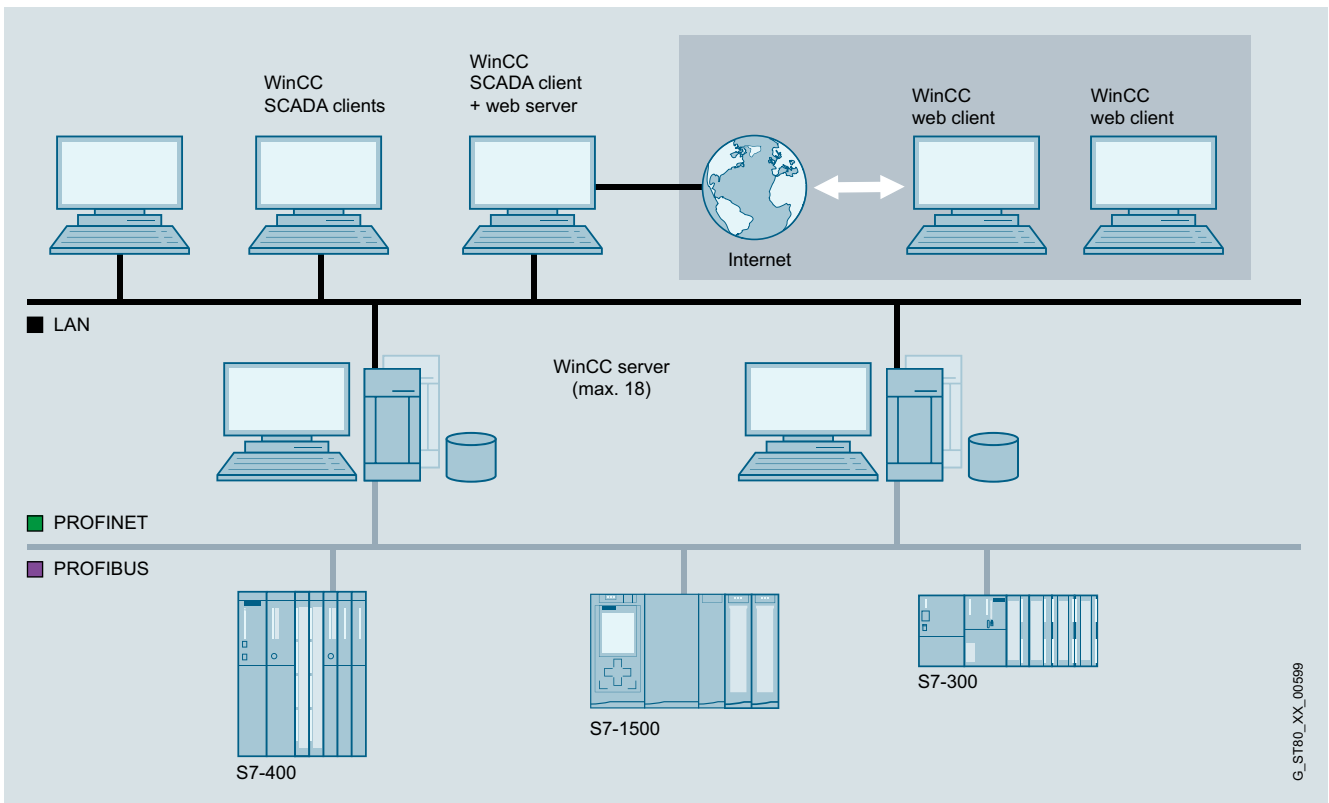 WinCC
SCADA clients
WinCC
SCADA client
+ web server
WinCC
web client
WinCC
web client
Internet
LAN
WinCC server
(max. 18)
PROFINET
PROFIBUS
S7-400
S7-1500
S7-300
G_ST80_XX_00599